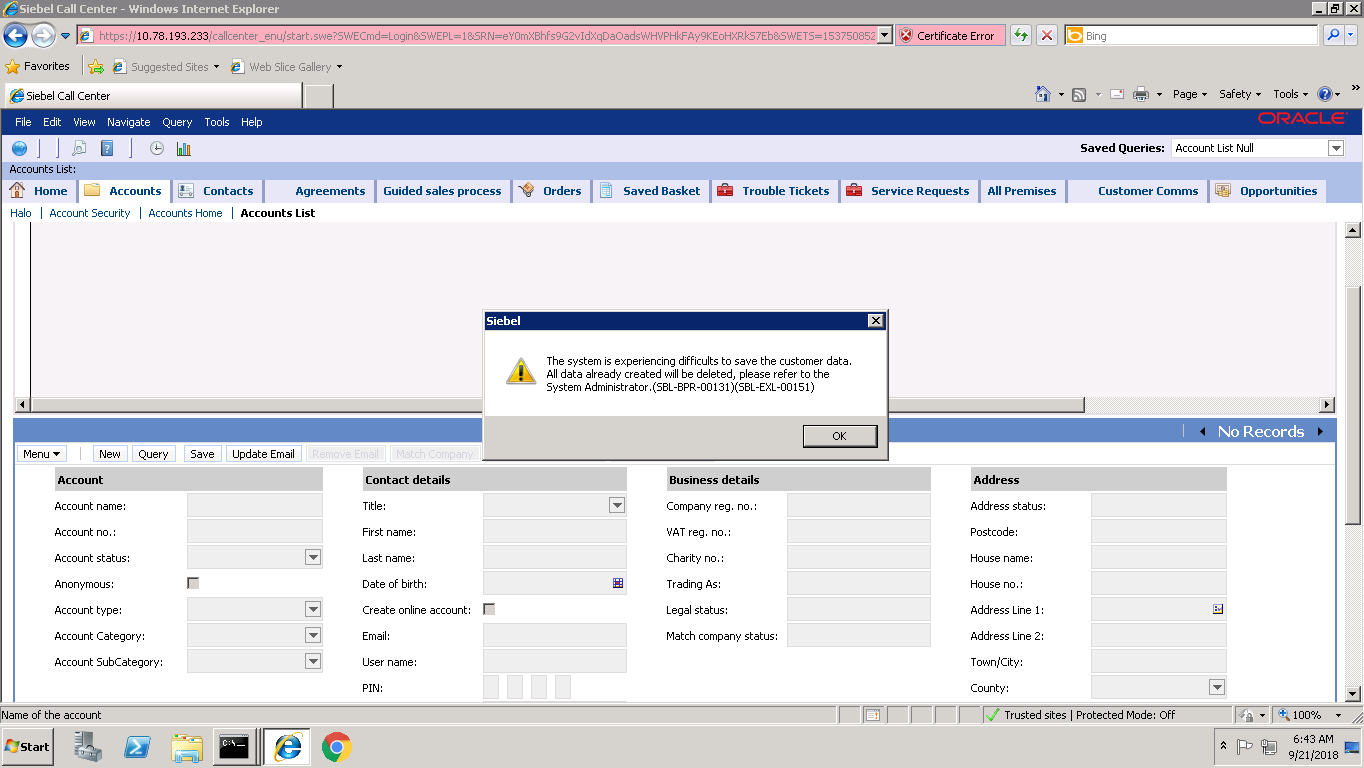 Siebel Call Center - Windows Internet Explorer
https://10.78.193.233/callcenter_enu/start.swe?SWECmd=Login&SWEPL=1&SRN=
Certificate Error
Bing
Favorites Suggested Sites Web Slice Gallery
Siebel Call Center
Page Safety Tools »
File Edit View Navigate Query Tools Help
ORACLE
Saved Queries: Account List Null
Accounts List:
Home Accounts Contacts Agreements Guided sales process Orders Saved Basket Trouble Tickets Service Requests All Premises Customer Comms Opportunities
Halo | Account Security | Accounts Home | Accounts List
Siebel
The system is experiencing difficults to save the customer data.
All data already created will be deleted, please refer to the
System Administrator.(SBL-BPR-00131)(SBL-EXL-00151)
OK
No Records
Menu New Query Save Update Email Remove Email Match Company
Account Contact details Business details Address
Account name: Title: Company reg. no.: Address status:
Account no.: First name: VAT reg. no.: Postcode:
Account status: Last name: Charity no.: House name:
Anonymous: Date of birth: Trading As: House no.:
Account type: Create online account: Legal status: Address Line 1:
Account Category: Email: Match company status: Address Line 2:
Account SubCategory: User name: Town/City:
PIN: County:
Name of the account
Trusted sites | Protected Mode: Off
100%
Start
C:\
6:43 AM
9/21/2018